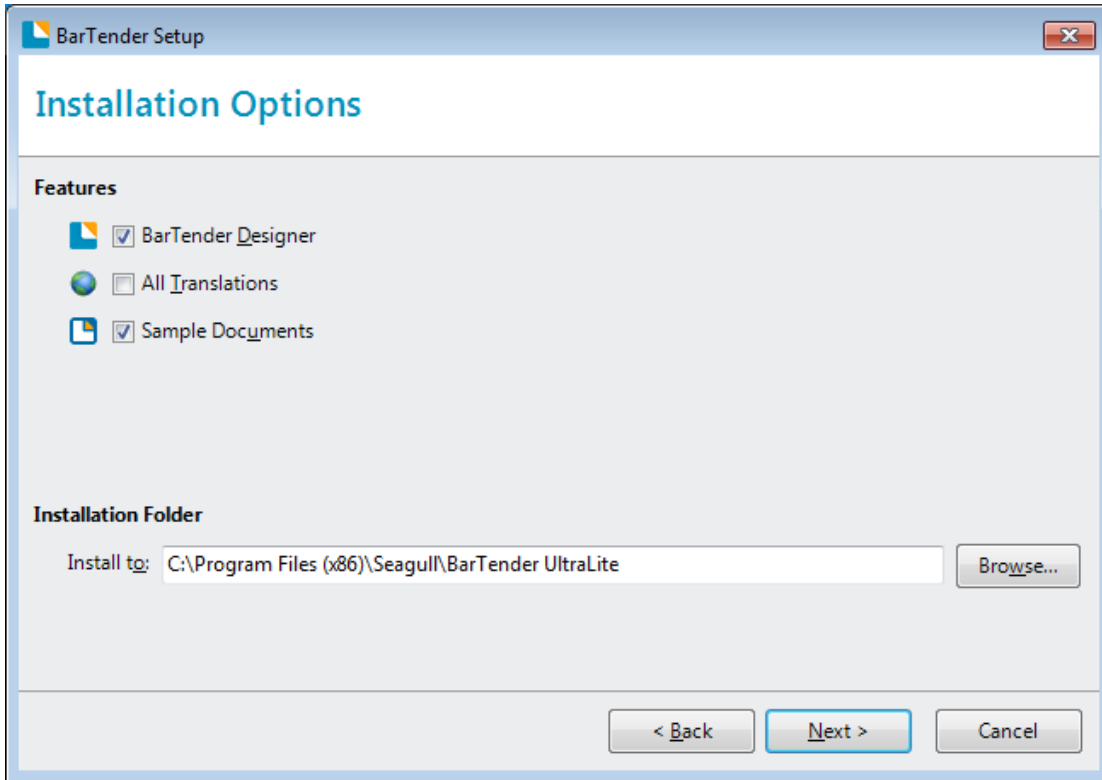 BarTender Setup
Installation Options
Features
BarTender Designer
All Translations
Sample Documents
Installation Folder
Install to: C:\Program Files (x86)\Seagull\BarTender UltraLite Browse...
< Back Next > Cancel